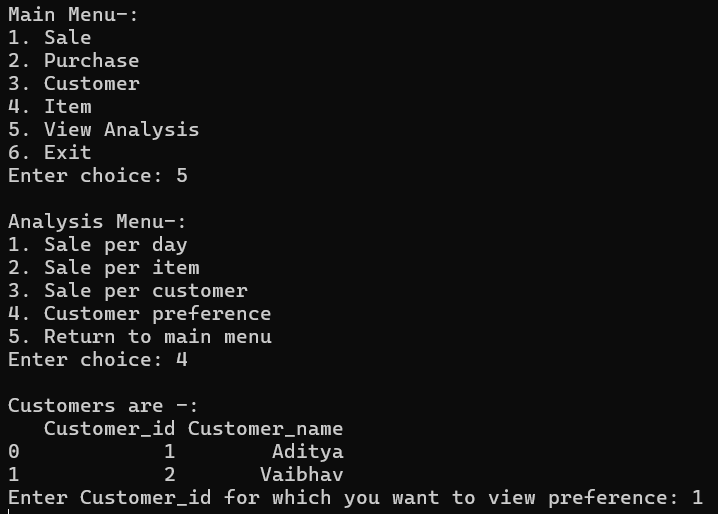 Main Menu-:
1. Sale
2. Purchase
3. Customer
4. Item
5. View Analysis
6. Exit
Enter choice: 5

Analysis Menu-:
1. Sale per day
2. Sale per item
3. Sale per customer
4. Customer preference
5. Return to main menu
Enter choice: 4

Customers are -:
   Customer_id Customer_name
0            1        Aditya
1            2       Vaibhav
Enter Customer_id for which you want to view preference: 1